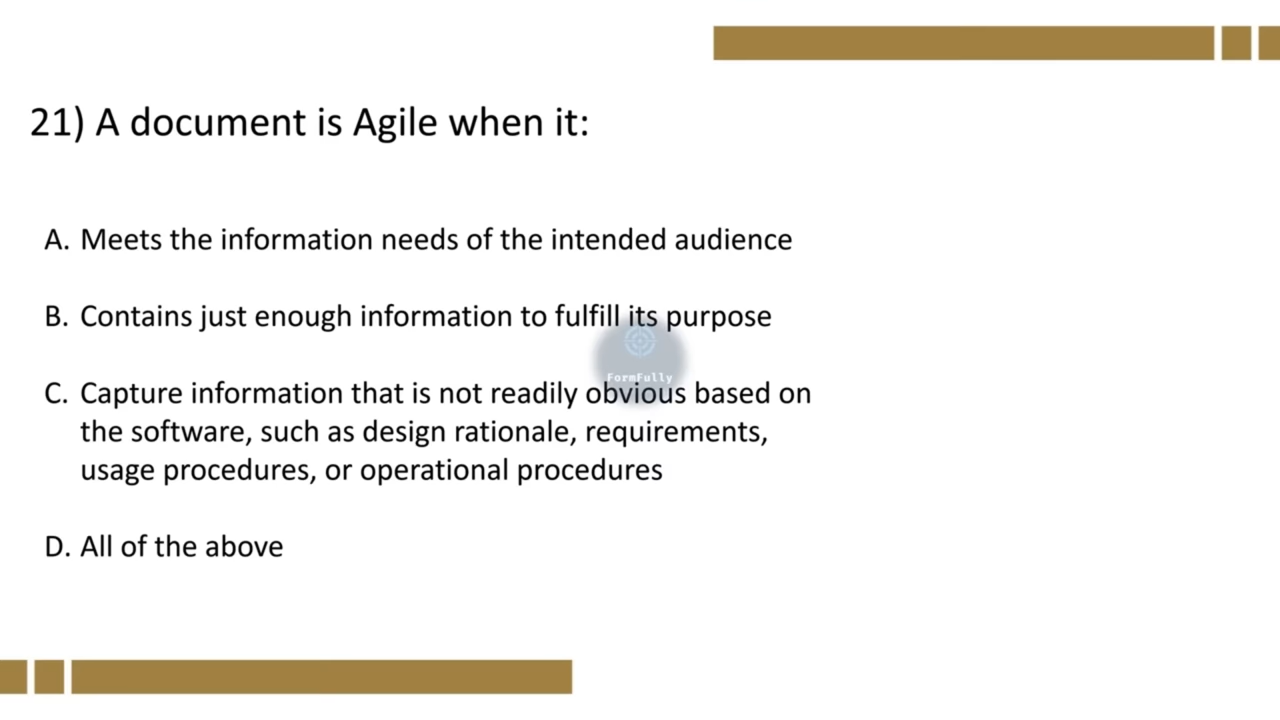 21) A document is Agile when it:
A. Meets the information needs of the intended audience
B. Contains just enough information to fulfill its purpose
FormFully
C. Capture information that is not readily obvious based on
the software, such as design rationale, requirements,
usage procedures, or operational procedures
D. All of the above